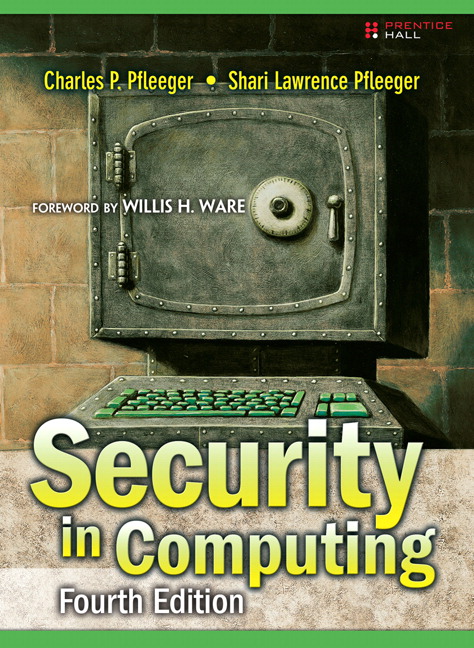 PRENTICE
HALL
Charles P. Pfleeger • Shari Lawrence Pfleeger
FOREWORD BY WILLIS H. WARE
Security
in Computing
Fourth Edition